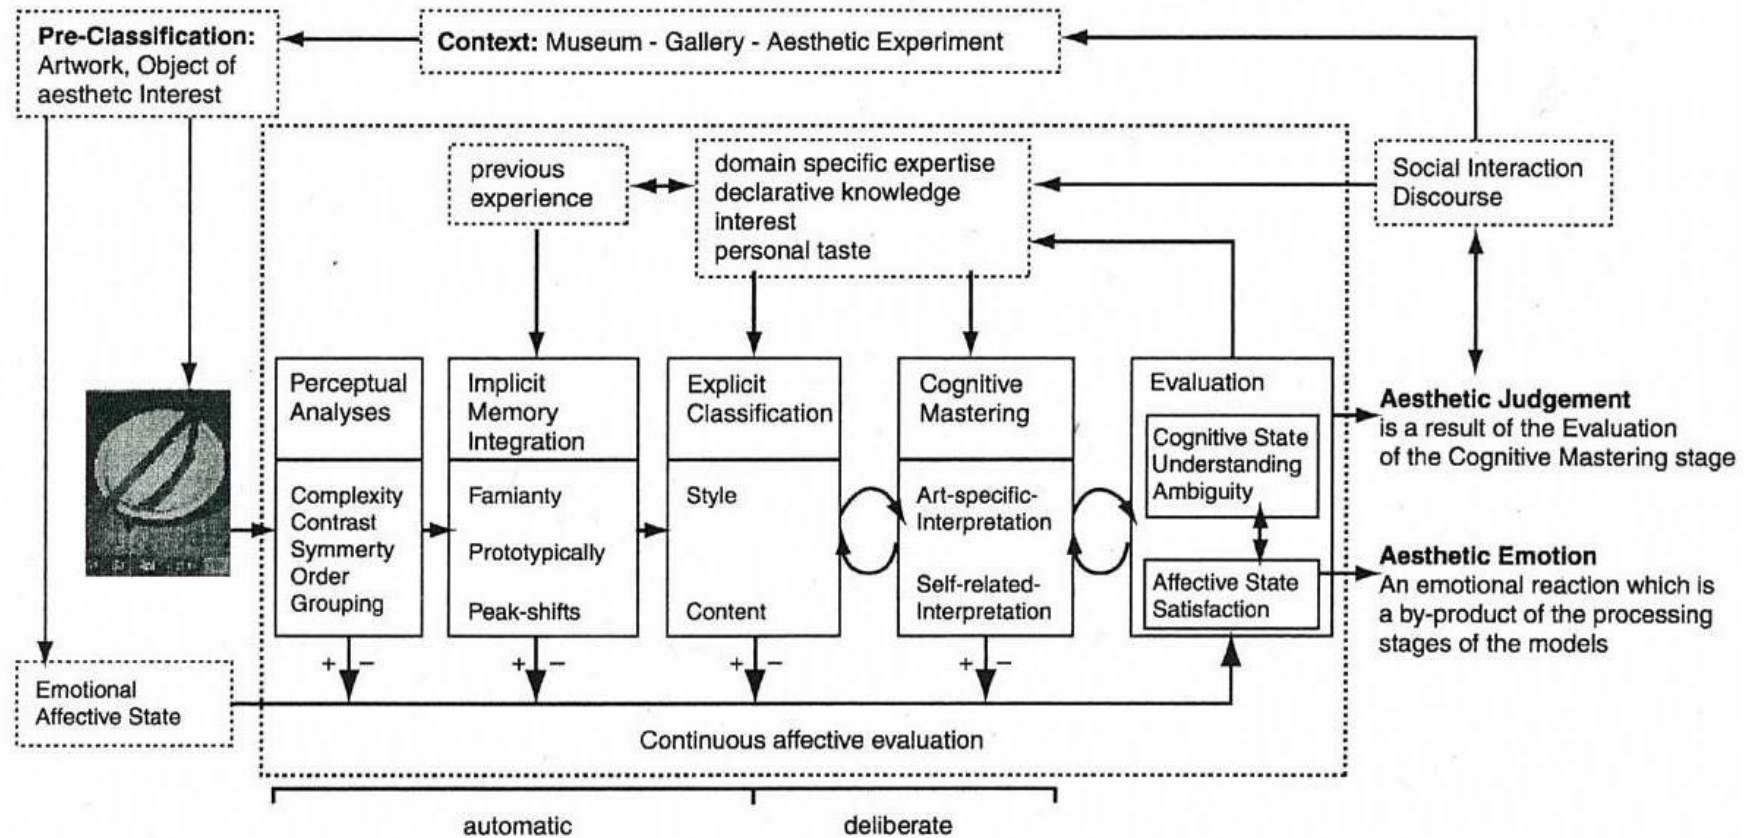 Pre-Classification:
Artwork, Object of
aesthetc Interest
Context: Museum - Gallery - Aesthetic Experiment
previous
experience
domain specific expertise
declarative knowledge
interest
personal taste
Social Interaction
Discourse
Perceptual
Analyses
Complexity
Contrast
Symmerty
Order
Grouping
Implicit
Memory
Integration
Famianty
Prototypically
Peak-shifts
Explicit
Classification
Style
Content
Cognitive
Mastering
Art-specific-
Interpretation
Self-related-
Interpretation
Evaluation
Cognitive State
Understanding
Ambiguity
Affective State
Satisfaction
Aesthetic Judgement
is a result of the Evaluation
of the Cognitive Mastering stage
Aesthetic Emotion
An emotional reaction which is
a by-product of the processing
stages of the models
+ −
+ −
+ −
+ −
Emotional
Affective State
Continuous affective evaluation
automatic
deliberate